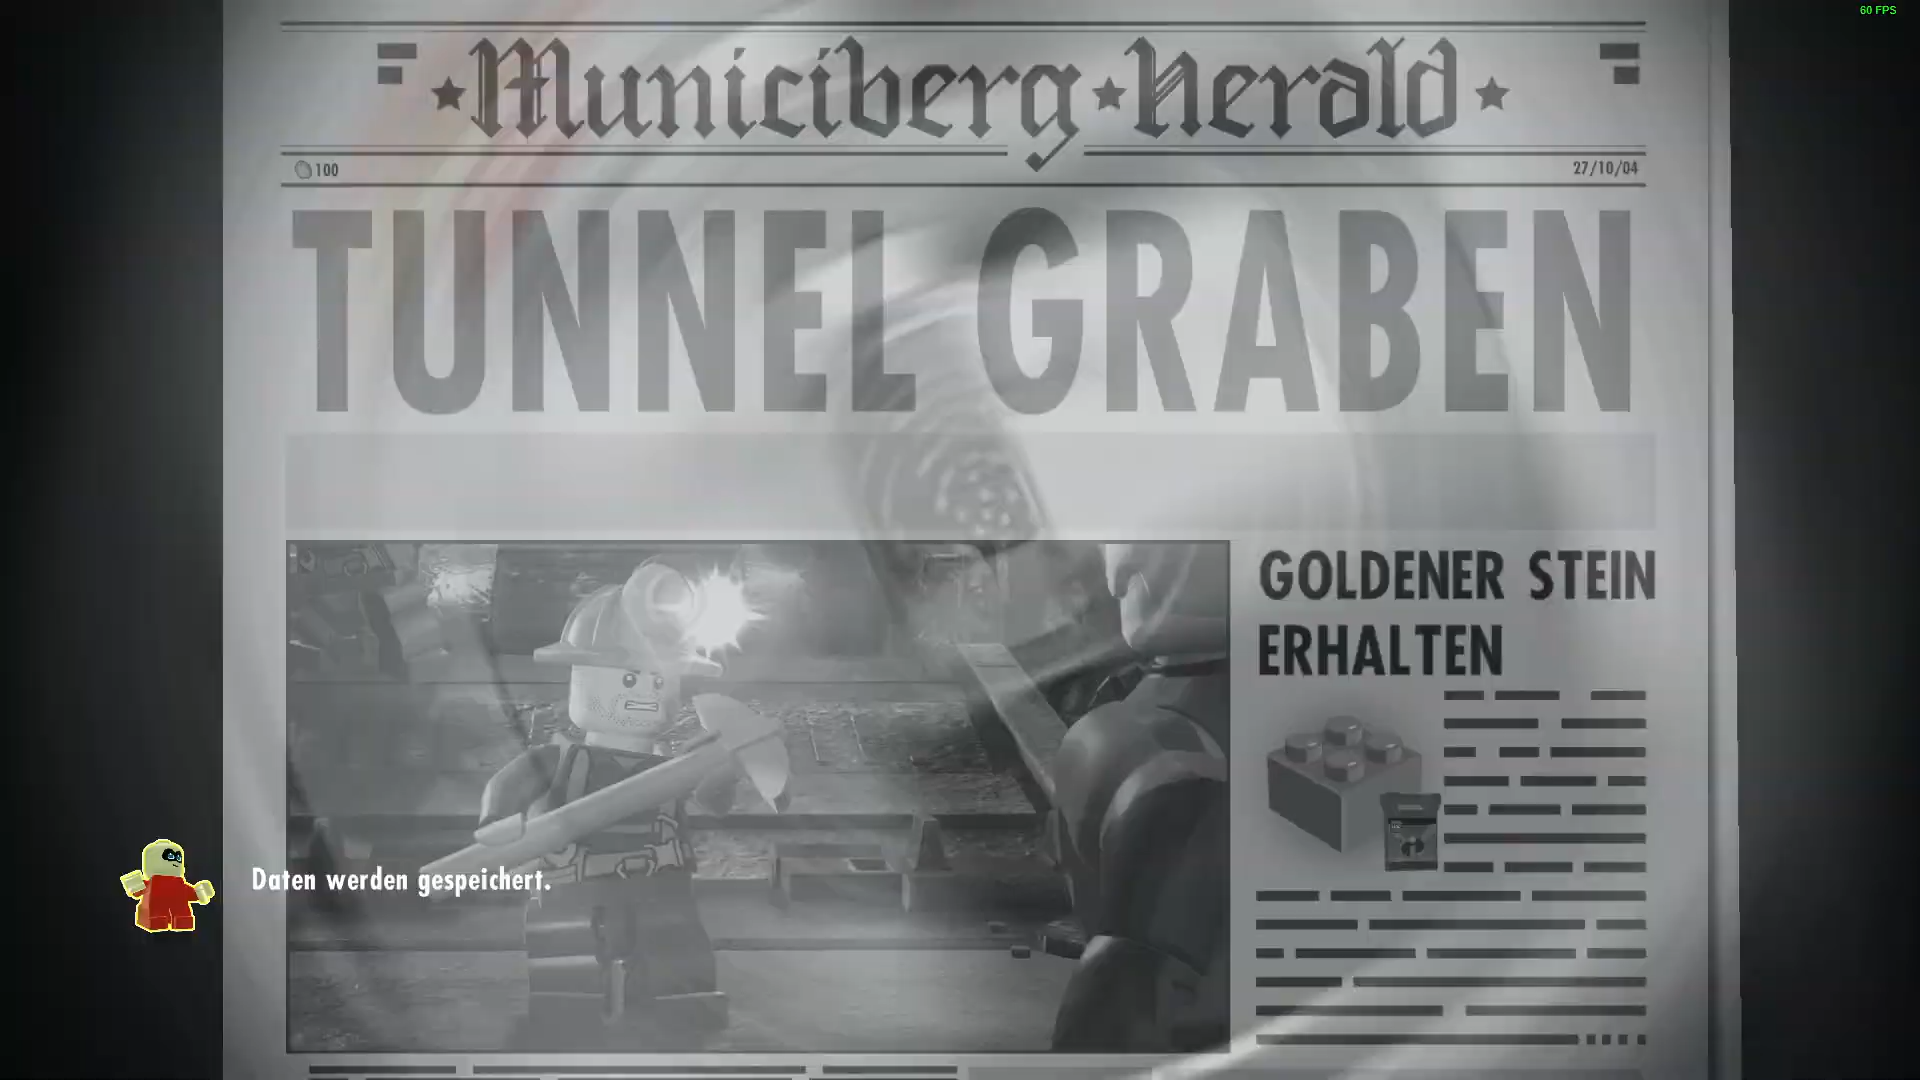 60 FPS
Municiberg Herald
100
27/10/04
TUNNEL GRABEN
GOLDENER STEIN
ERHALTEN
Daten werden gespeichert.